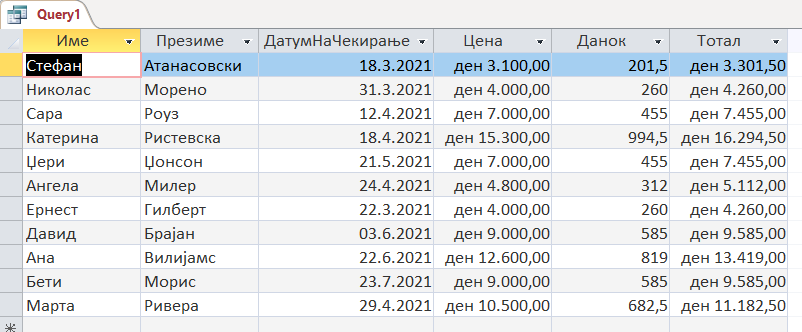 Query1
Име Презиме ДатумНаЧекирање Цена Данок Тотал
Стефан Атанасовски 18.3.2021 ден 3.100,00 201,5 ден 3.301,50
Николас Морено 31.3.2021 ден 4.000,00 260 ден 4.260,00
Сара Роуз 12.4.2021 ден 7.000,00 455 ден 7.455,00
Катерина Ристевска 18.4.2021 ден 15.300,00 994,5 ден 16.294,50
Џери Џонсон 21.5.2021 ден 7.000,00 455 ден 7.455,00
Ангела Милер 24.4.2021 ден 4.800,00 312 ден 5.112,00
Ернест Гилберт 22.3.2021 ден 4.000,00 260 ден 4.260,00
Давид Брајан 03.6.2021 ден 9.000,00 585 ден 9.585,00
Ана Вилијамс 22.6.2021 ден 12.600,00 819 ден 13.419,00
Бети Морис 23.7.2021 ден 9.000,00 585 ден 9.585,00
Марта Ривера 29.4.2021 ден 10.500,00 682,5 ден 11.182,50